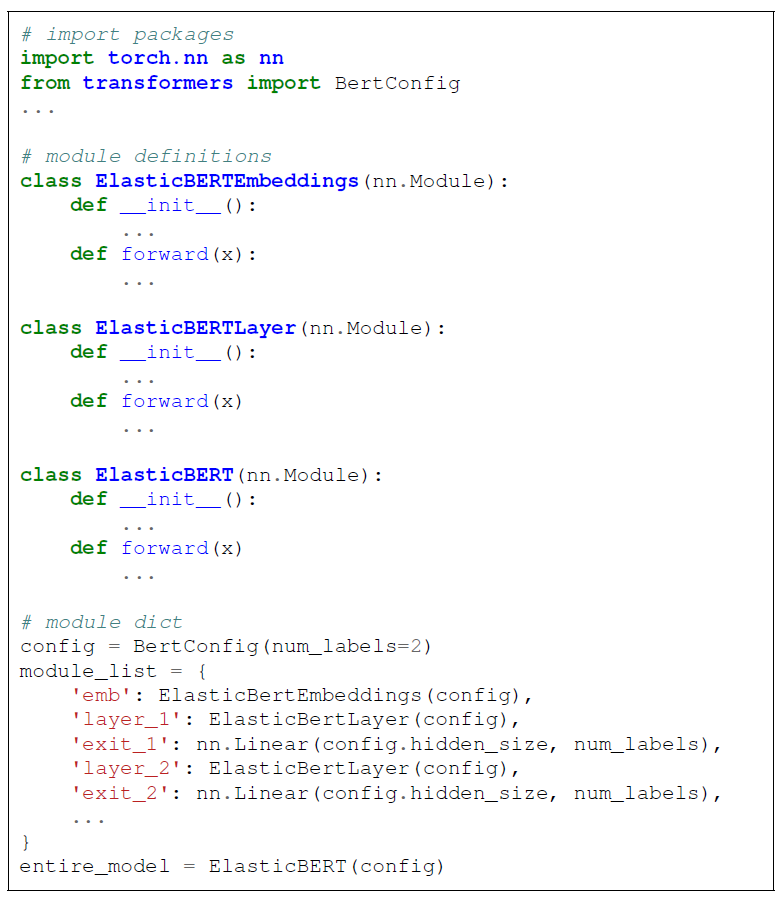 # import packages
import torch.nn as nn
from transformers import BertConfig
...
# module definitions
class ElasticBERTEmbeddings(nn.Module):
    def __init__():
        ...
    def forward(x):
        ...
class ElasticBERTLayer(nn.Module):
    def __init__():
        ...
    def forward(x)
        ...
class ElasticBERT(nn.Module):
    def __init__():
        ...
    def forward(x)
        ...
# module dict
config = BertConfig(num_labels=2)
module_list = {
    'emb': ElasticBertEmbeddings(config),
    'layer_1': ElasticBertLayer(config),
    'exit_1': nn.Linear(config.hidden_size, num_labels),
    'layer_2': ElasticBertLayer(config),
    'exit_2': nn.Linear(config.hidden_size, num_labels),
    ...
}
entire_model = ElasticBERT(config)